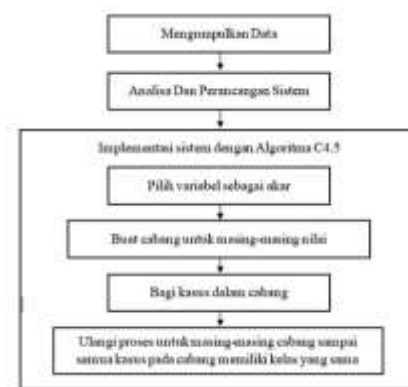 Mengumpulkan Data
Analisa Dan Perancangan Sistem
Implementasi sistem dengan Algoritma C4.5
Pilih variabel sebagai akar
Buat cabang untuk masing-masing nilai
Bagi kasus dalam cabang
Ulangi proses untuk masing-masing cabang sampai
semua kasus pada cabang memiliki kelas yang sama